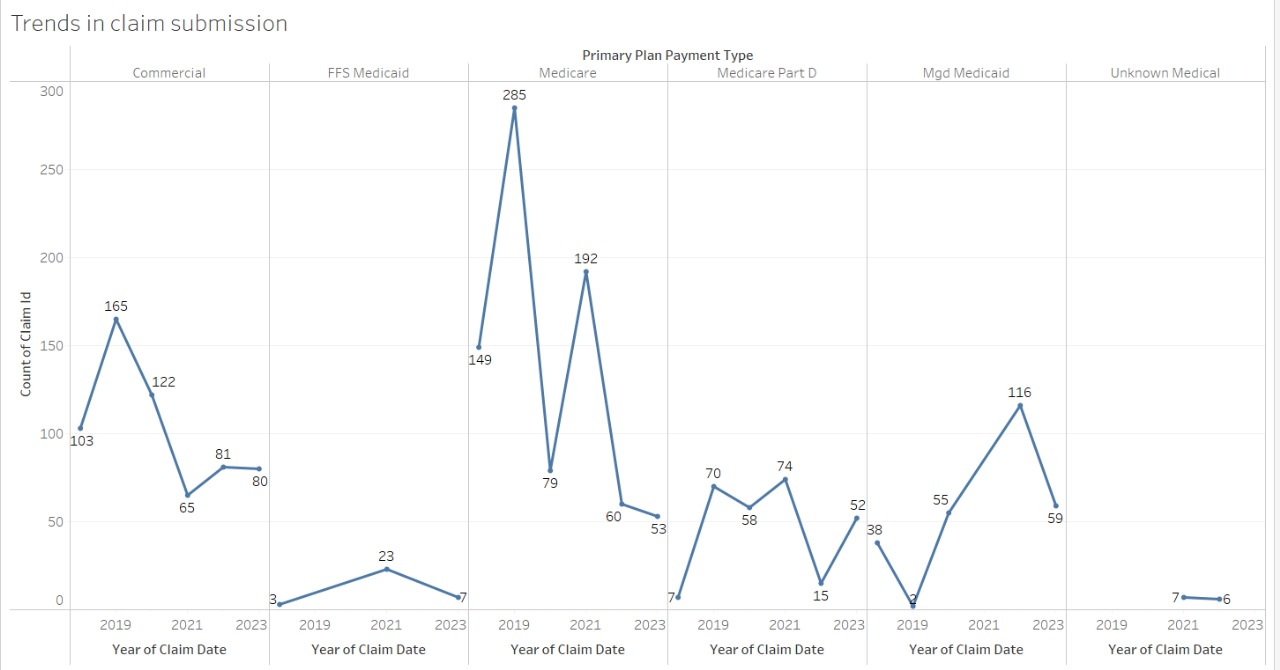 Trends in claim submission
Primary Plan Payment Type
Commercial FFS Medicaid Medicare Medicare Part D Mgd Medicaid Unknown Medical
300
250
200
150
100
50
0
Count of Claim Id
103 165 122 65 81 80
3 23 7
149 285 79 192 60 53
7 70 58 74 15 52
38 2 55 116 59
7 6
2019 2021 2023 2019 2021 2023 2019 2021 2023 2019 2021 2023 2019 2021 2023 2019 2021 2023
Year of Claim Date Year of Claim Date Year of Claim Date Year of Claim Date Year of Claim Date Year of Claim Date